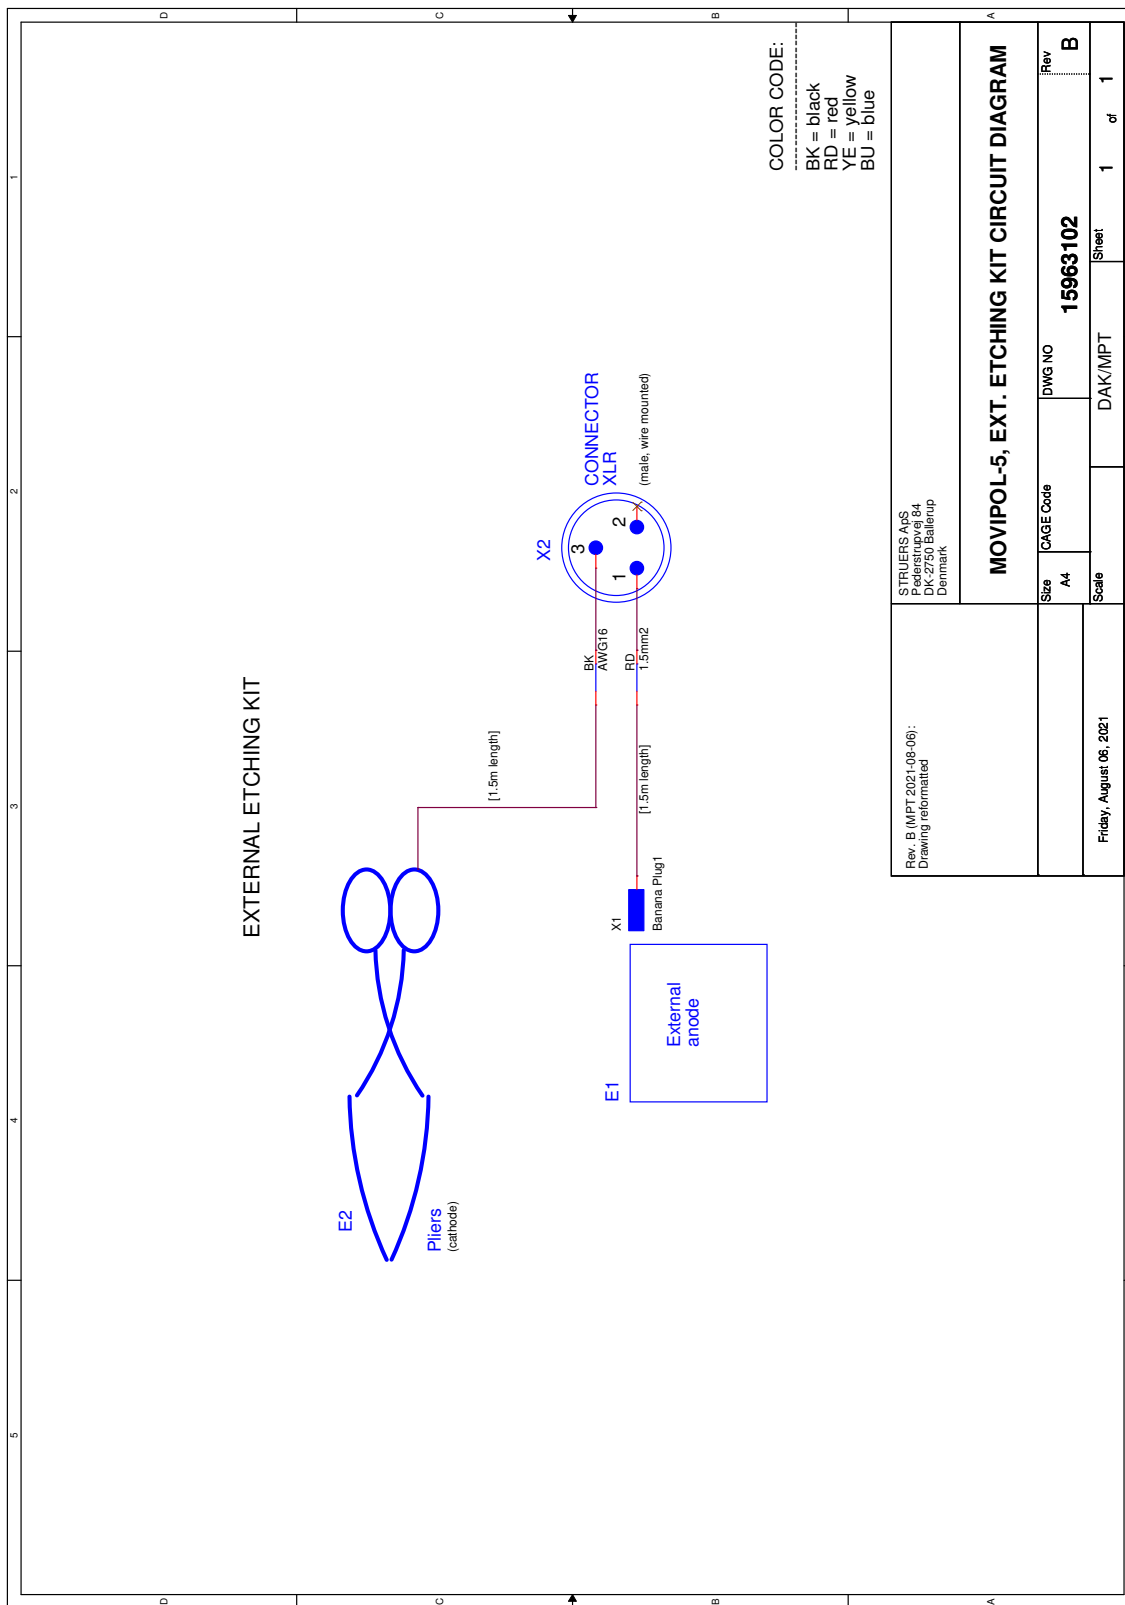 5
4
3
2
1
D
C
B
A
EXTERNAL ETCHING KIT
E2
Pliers
(cathode)
[1.5m length]
X2
3
1
2
CONNECTOR
XLR
(male, wire mounted)
BK
AWG16
RD
1.5mm2
[1.5m length]
X1
Banana Plug1
E1
External
anode
COLOR CODE:
---------------------
BK = black
RD = red
YE = yellow
BU = blue
Rev. B (MPT 2021-08-06):
Drawing reformatted
STRUERS ApS
Pederstrupvej 84
DK-2750 Ballerup
Denmark
MOVIPOL-5, EXT. ETCHING KIT CIRCUIT DIAGRAM
Size
A4
CAGE Code
DWG NO
15963102
Rev
B
Friday, August 06, 2021
Scale
DAK/MPT
Sheet
1 of 1
D
C
B
A